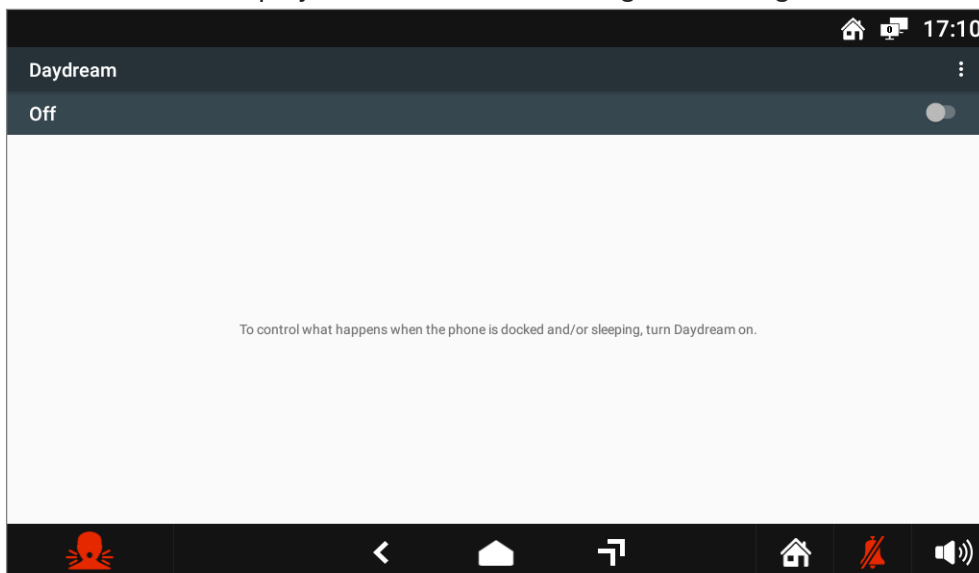 17:10
Daydream
Off
To control what happens when the phone is docked and/or sleeping, turn Daydream on.